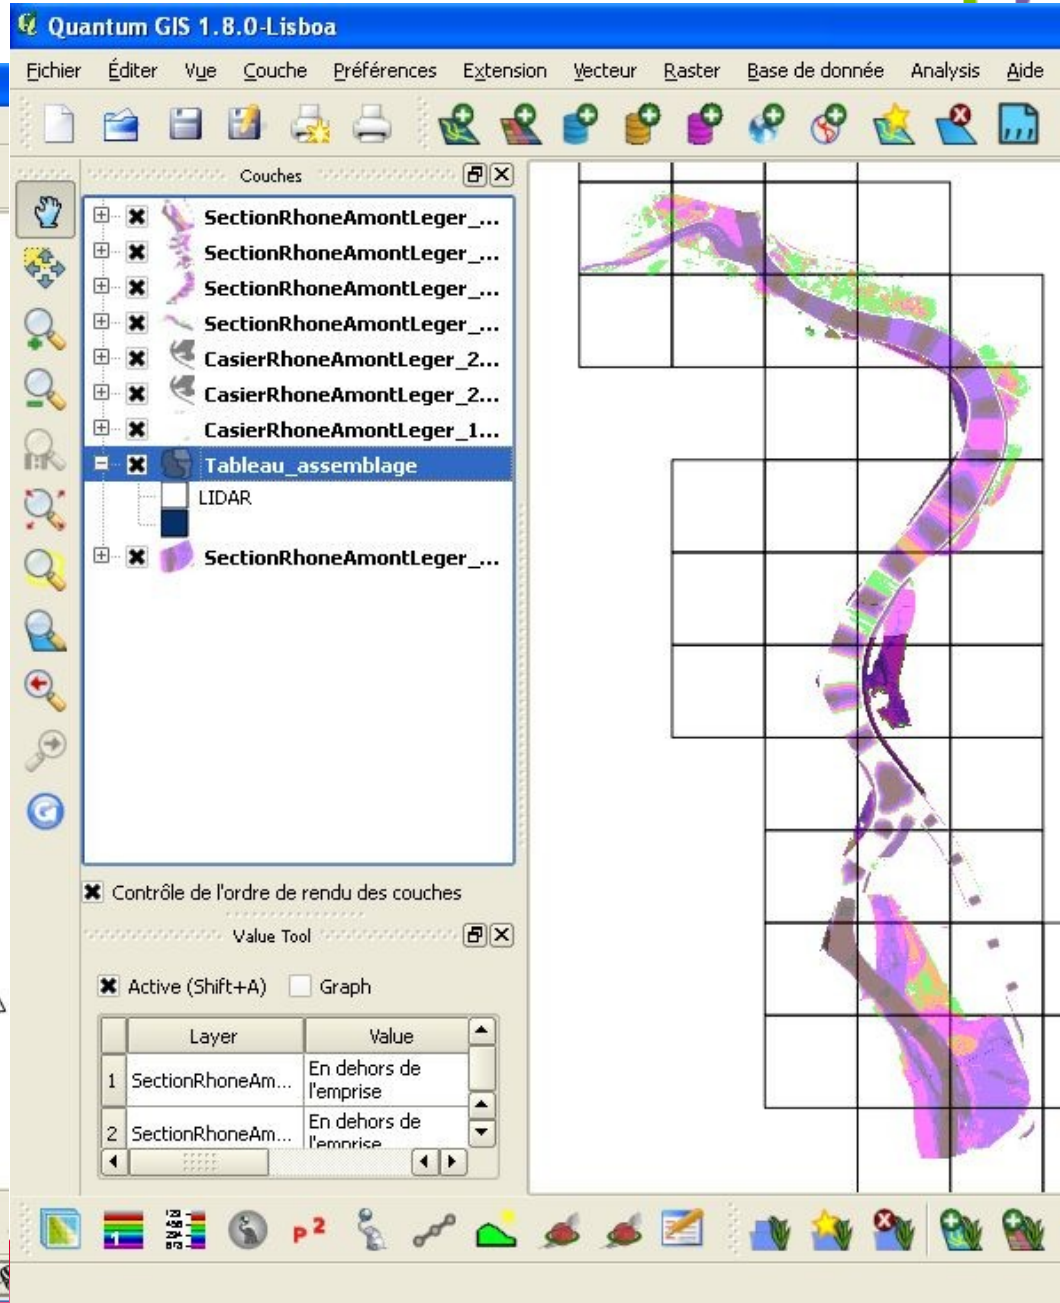 Quantum GIS 1.8.0-Lisboa
Fichier Éditer Vue Couche Préférences Extension Vecteur Raster Base de donnée Analysis Aide
Couches
SectionRhoneAmontLeger_...
SectionRhoneAmontLeger_...
SectionRhoneAmontLeger_...
SectionRhoneAmontLeger_...
CasierRhoneAmontLeger_2...
CasierRhoneAmontLeger_2...
CasierRhoneAmontLeger_1...
Tableau_assemblage
LIDAR
SectionRhoneAmontLeger_...
Contrôle de l'ordre de rendu des couches
Value Tool
Active (Shift+A) Graph
Layer Value
1 SectionRhoneAm... En dehors de
l'emprise
2 SectionRhoneAm... En dehors de
l'emprise
P 2